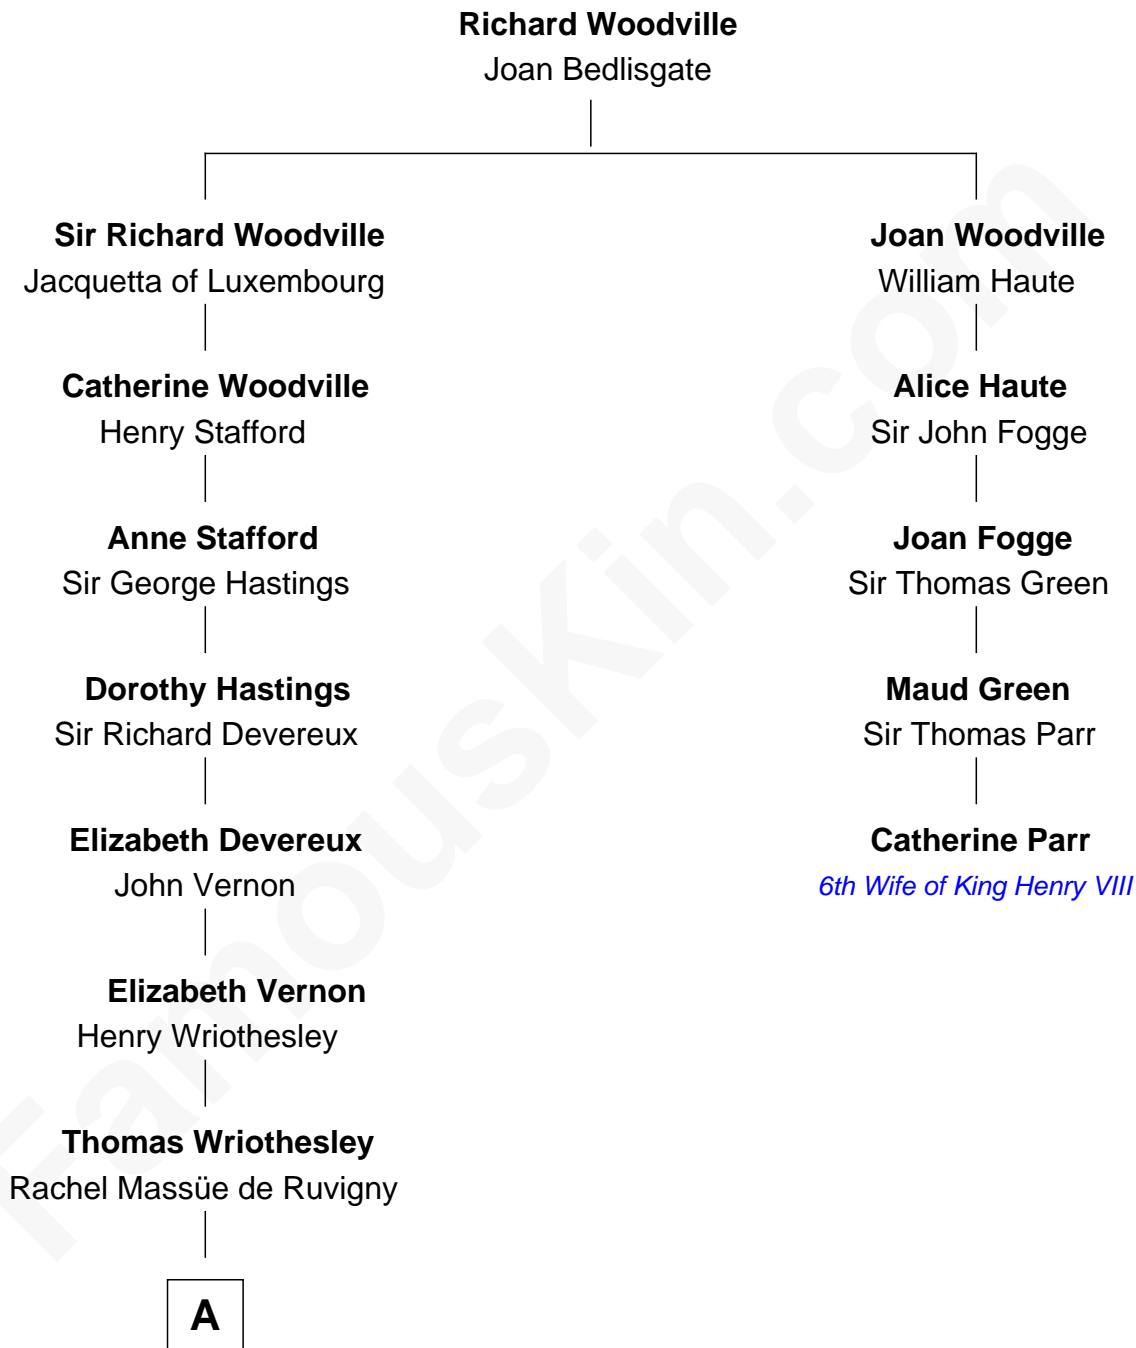 Richard Woodville
Joan Bedlisgate
Sir Richard Woodville
Jacquetta of Luxembourg
Joan Woodville
William Haute
Catherine Woodville
Henry Stafford
Alice Haute
Sir John Fogge
Anne Stafford
Sir George Hastings
Joan Fogge
Sir Thomas Green
Dorothy Hastings
Sir Richard Devereux
Maud Green
Sir Thomas Parr
Elizabeth Devereux
John Vernon
Catherine Parr
6th Wife of King Henry VIII
Elizabeth Vernon
Henry Wriothesley
Thomas Wriothesley
Rachel Massüe de Ruvigny
A
FamousKin.com